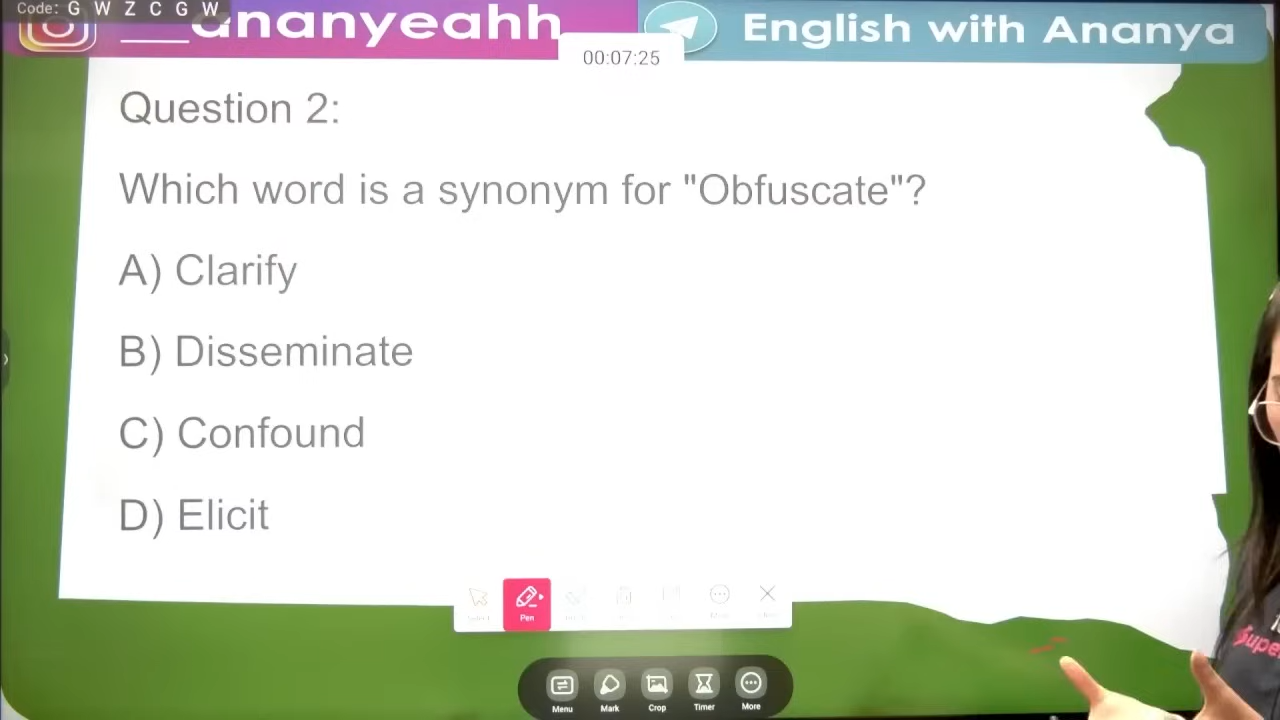 Code: G W Z C G W
___ananyeahh
English with Ananya
00:07:25
Question 2:
Which word is a synonym for "Obfuscate"?
A) Clarify
B) Disseminate
C) Confound
D) Elicit
Pen
Menu Mark Crop Timer More